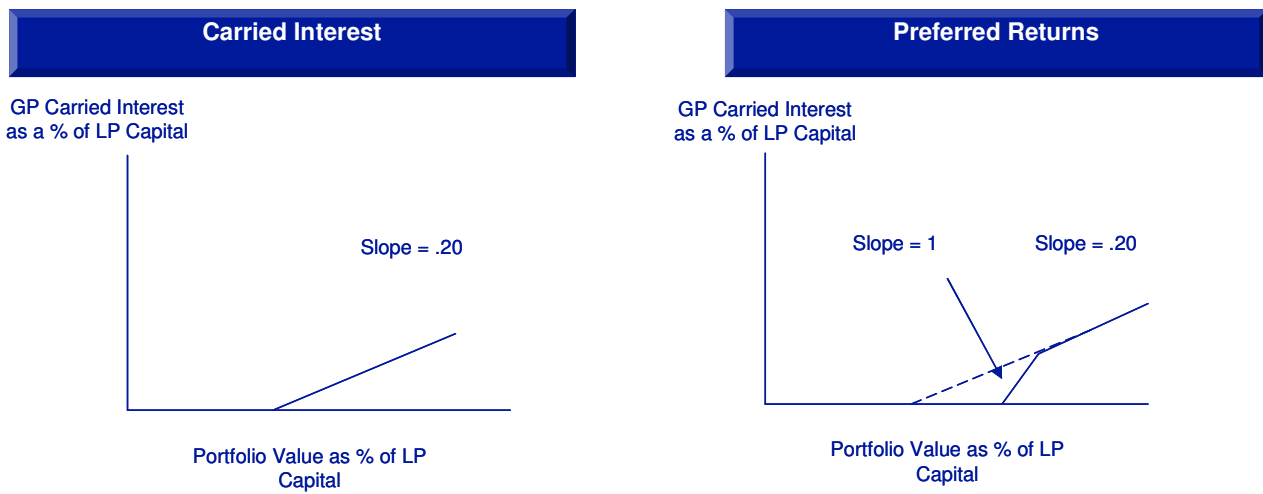 Carried Interest
GP Carried Interest
as a % of LP Capital
Slope = .20
Portfolio Value as % of LP
Capital
Preferred Returns
GP Carried Interest
as a % of LP Capital
Slope = 1
Slope = .20
Portfolio Value as % of LP
Capital